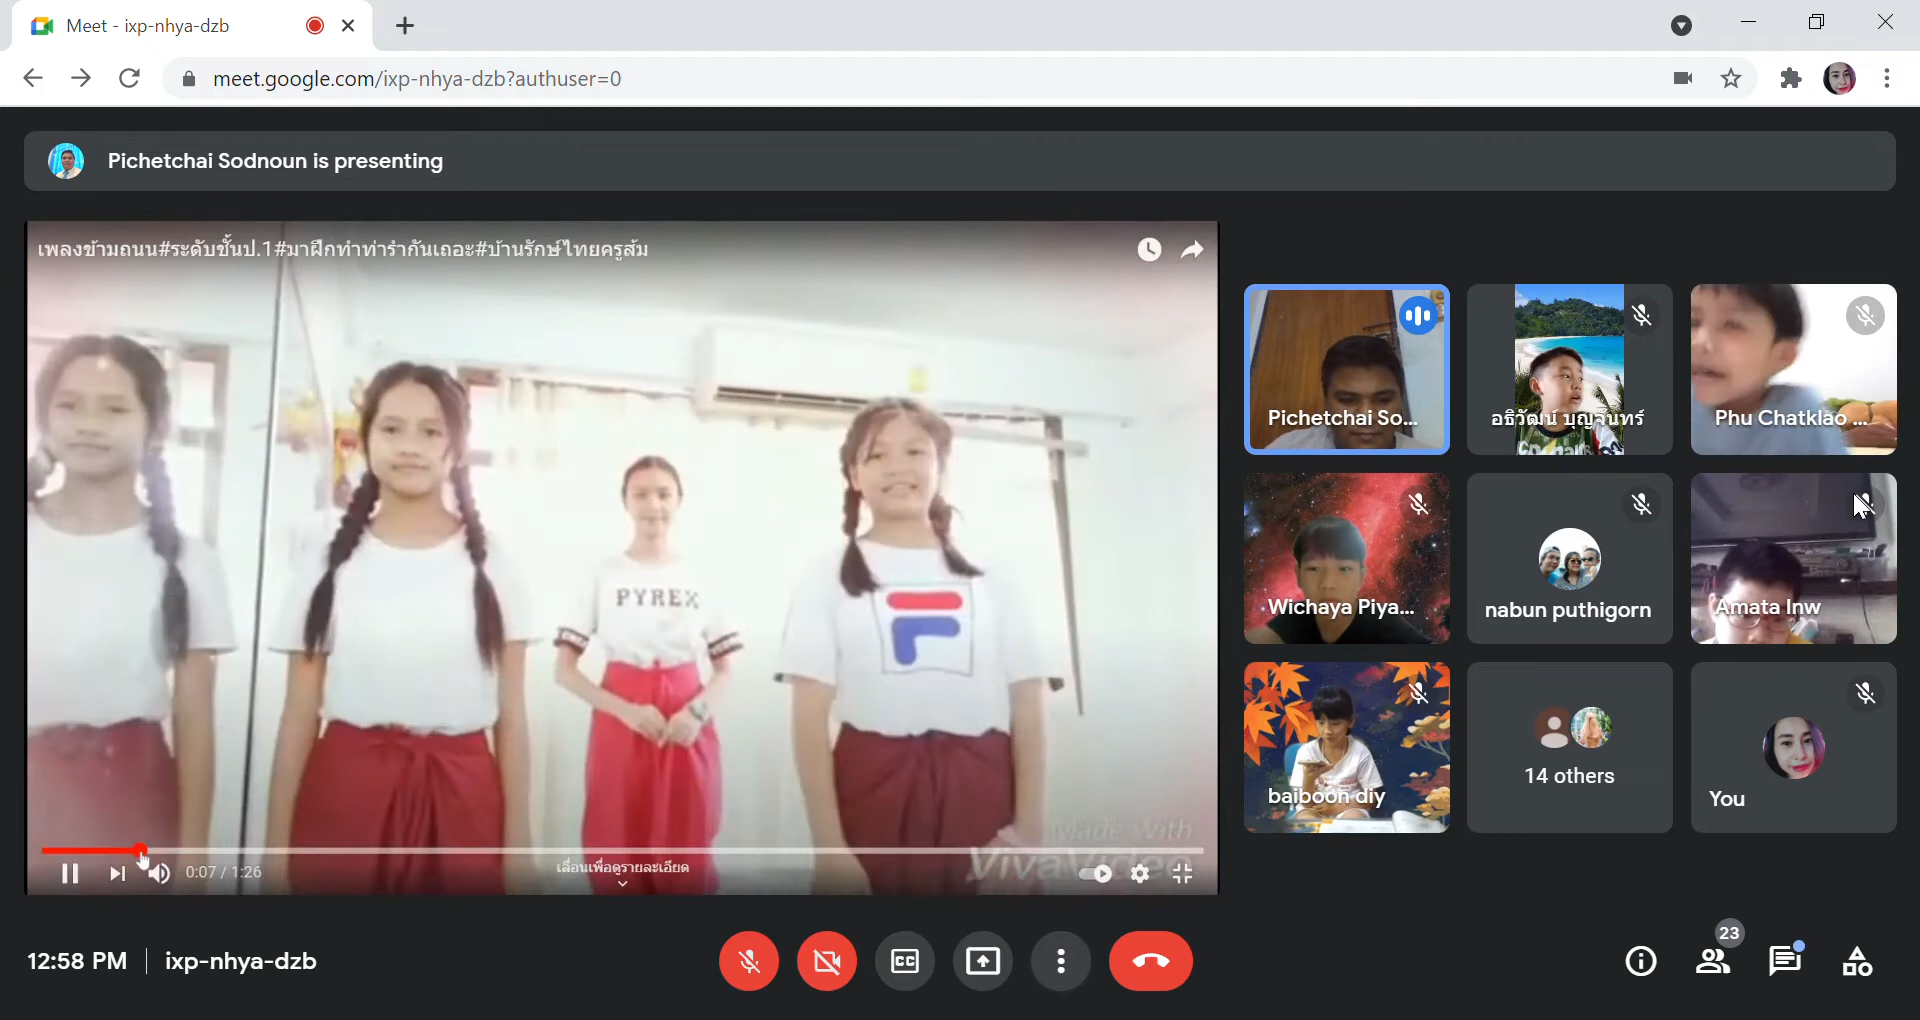 Meet - ixp-nhya-dzb
meet.google.com/ixp-nhya-dzb?authuser=0
Pichetchai Sodnoun is presenting
เพลงข้ามถนน#ระดับชั้นป.1#มาฝึกทำท่ารำกันเถอะ#บ้านรักษ์ไทยครูส้ม
PYREX
Pichetchai So...
อธิวัฒน์ บุญจันทร์
Phu Chatklao ...
Wichaya Piya...
nabun puthigorn
Amata Inw
baiboon diy
14 others
You
Made With
VivaVideo
0:07 / 1:26
เลื่อนเพื่อดูรายละเอียด
12:58 PM
ixp-nhya-dzb
CC
23